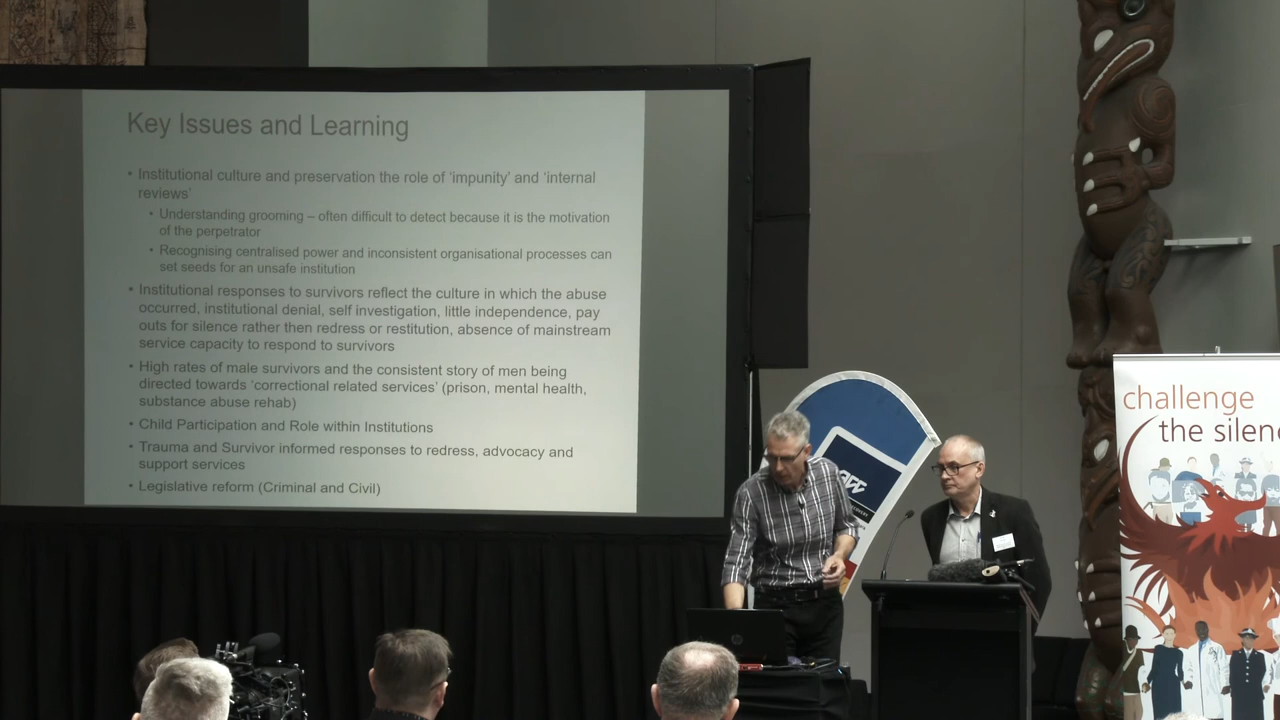 Key Issues and Learning
• Institutional culture and preservation the role of ‘impunity’ and ‘internal
reviews’
• Understanding grooming – often difficult to detect because it is the motivation
of the perpetrator
• Recognising centralised power and inconsistent organisational processes can
set seeds for an unsafe institution
• Institutional responses to survivors reflect the culture in which the abuse
occurred, institutional denial, self investigation, little independence, pay
outs for silence rather then redress or restitution, absence of mainstream
service capacity to respond to survivors
• High rates of male survivors and the consistent story of men being
directed towards ‘correctional related services’ (prison, mental health,
substance abuse rehab)
• Child Participation and Role within Institutions
• Trauma and Survivor informed responses to redress, advocacy and
support services
• Legislative reform (Criminal and Civil)
challenge
the silenc